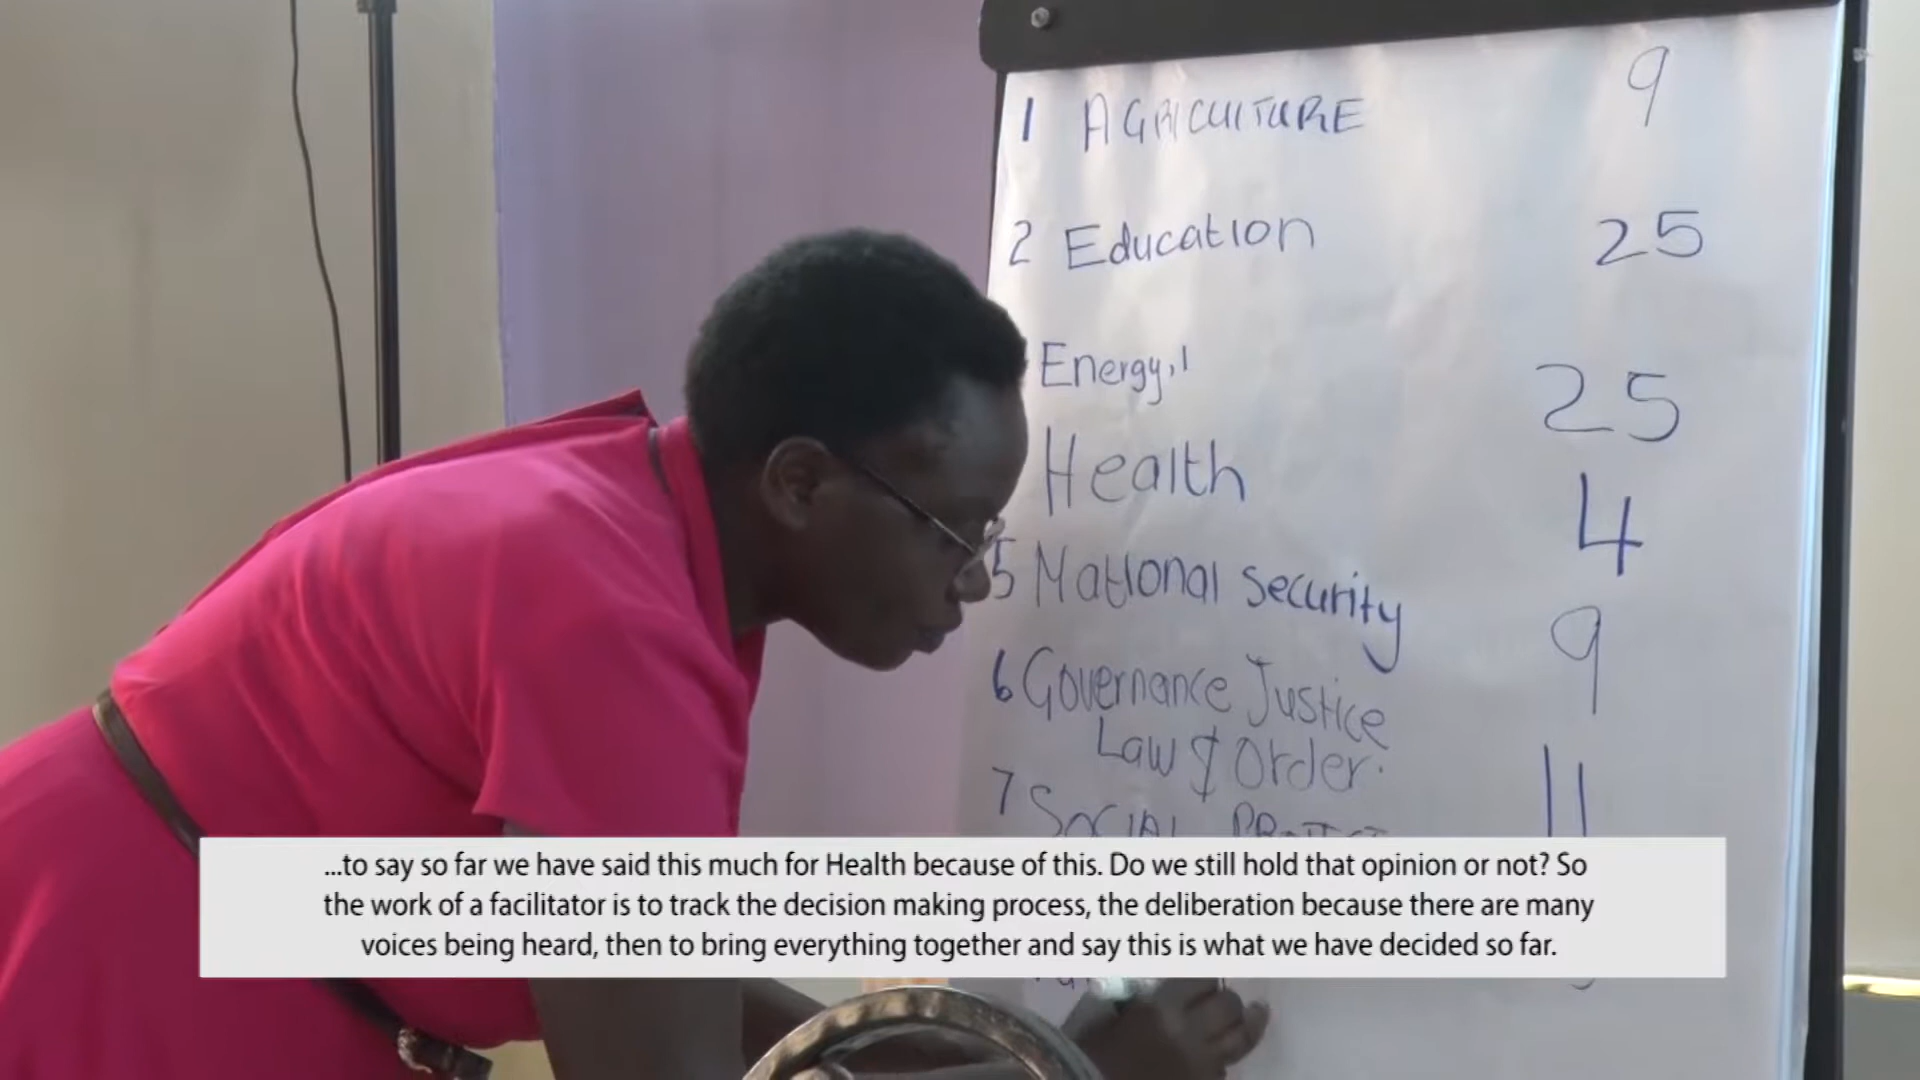 1 AGRICULTURE 9
2 Education 25
Energy,1
25
Health
4
5 National security
9
6 Governance Justice
Law & Order.
11
7 SOCIAL
...to say so far we have said this much for Health because of this. Do we still hold that opinion or not? So
the work of a facilitator is to track the decision making process, the deliberation because there are many
voices being heard, then to bring everything together and say this is what we have decided so far.